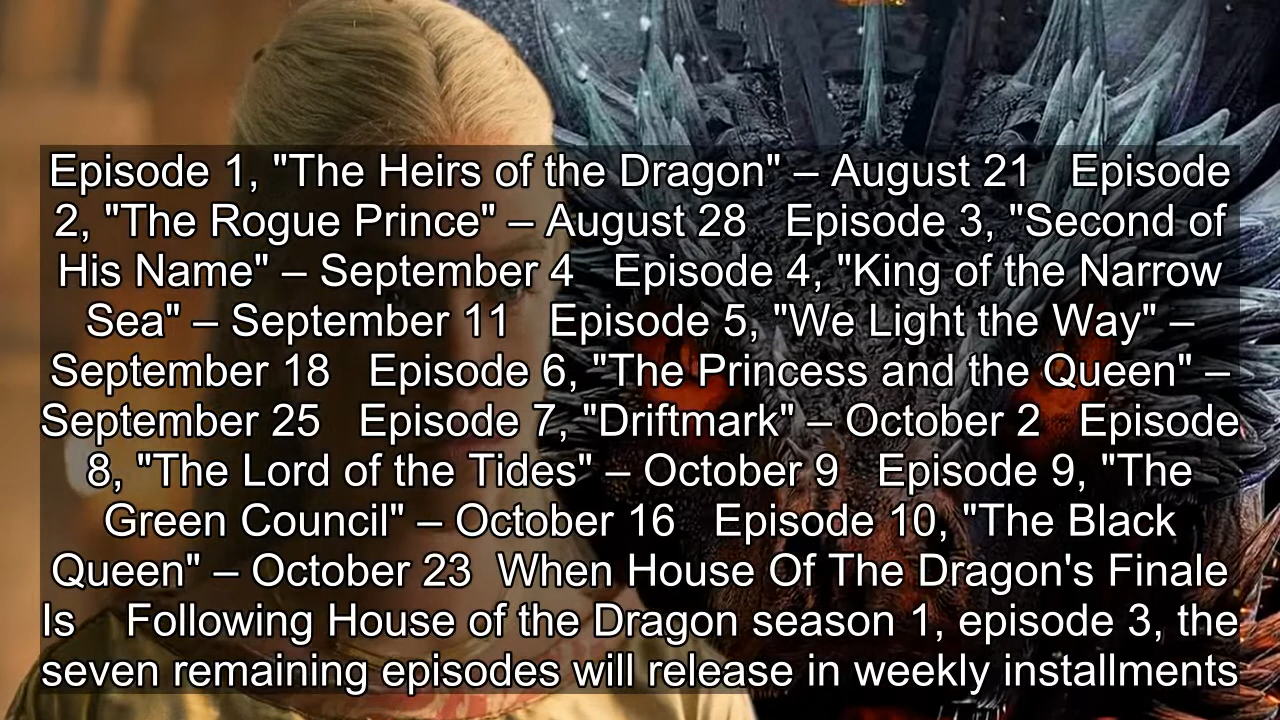 Episode 1, "The Heirs of the Dragon" – August 21   Episode
2, "The Rogue Prince" – August 28   Episode 3, "Second of
His Name" – September 4   Episode 4, "King of the Narrow
Sea" – September 11   Episode 5, "We Light the Way" –
September 18   Episode 6, "The Princess and the Queen" –
September 25   Episode 7, "Driftmark" – October 2   Episode
8, "The Lord of the Tides" – October 9   Episode 9, "The
Green Council" – October 16   Episode 10, "The Black
Queen" – October 23  When House Of The Dragon's Finale
Is    Following House of the Dragon season 1, episode 3, the
seven remaining episodes will release in weekly installments